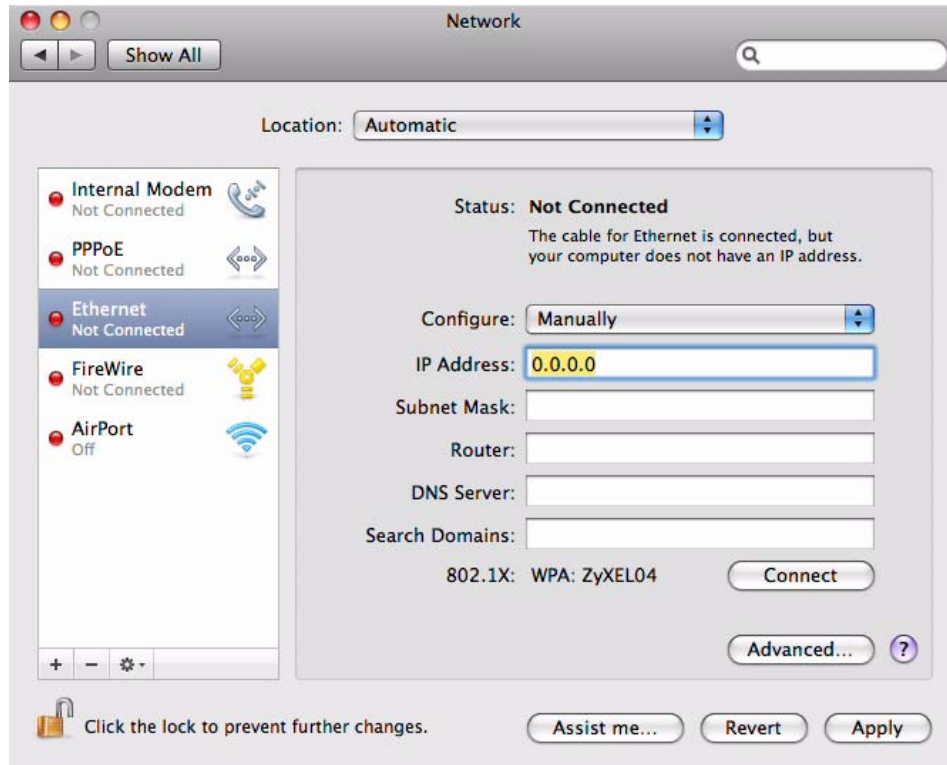 Network
Show All
Location: Automatic
Internal Modem
Not Connected
PPPoE
Not Connected
Ethernet
Not Connected
FireWire
Not Connected
AirPort
Off
Status: Not Connected
The cable for Ethernet is connected, but
your computer does not have an IP address.
Configure: Manually
IP Address: 0.0.0.0
Subnet Mask:
Router:
DNS Server:
Search Domains:
802.1X: WPA: ZyXEL04 Connect
Advanced... ?
+ −
Click the lock to prevent further changes.
Assist me... Revert Apply